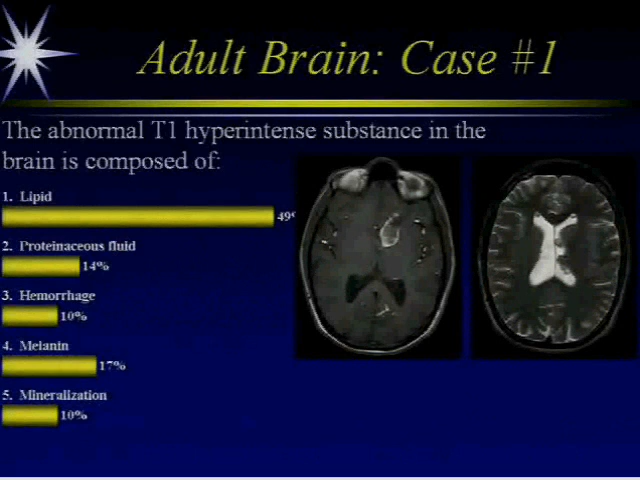 Adult Brain: Case #1
The abnormal T1 hyperintense substance in the
brain is composed of:
1. Lipid
49
2. Proteinaceous fluid
14%
3. Hemorrhage
10%
4. Melanin
17%
5. Mineralization
10%